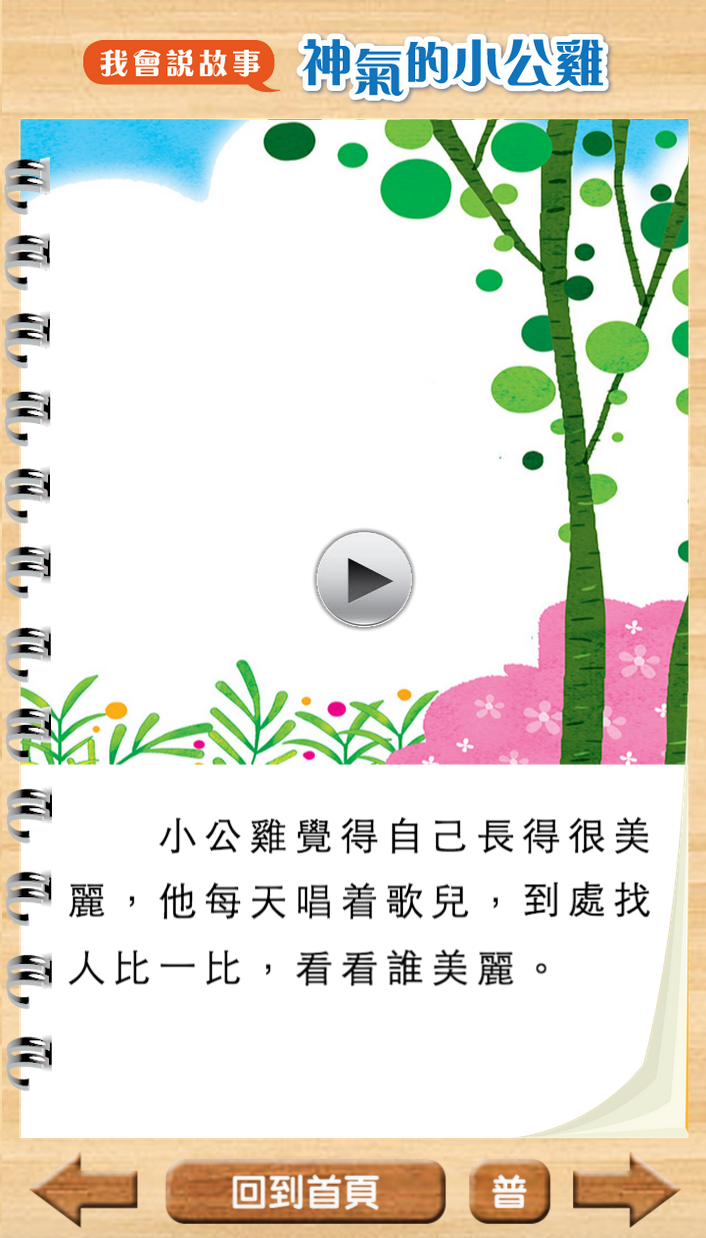 我會説故事 神氣的小公雞
小公雞覺得自己長得很美
麗，他每天唱着歌兒，到處找
人比一比，看看誰美麗。
回到首頁 普